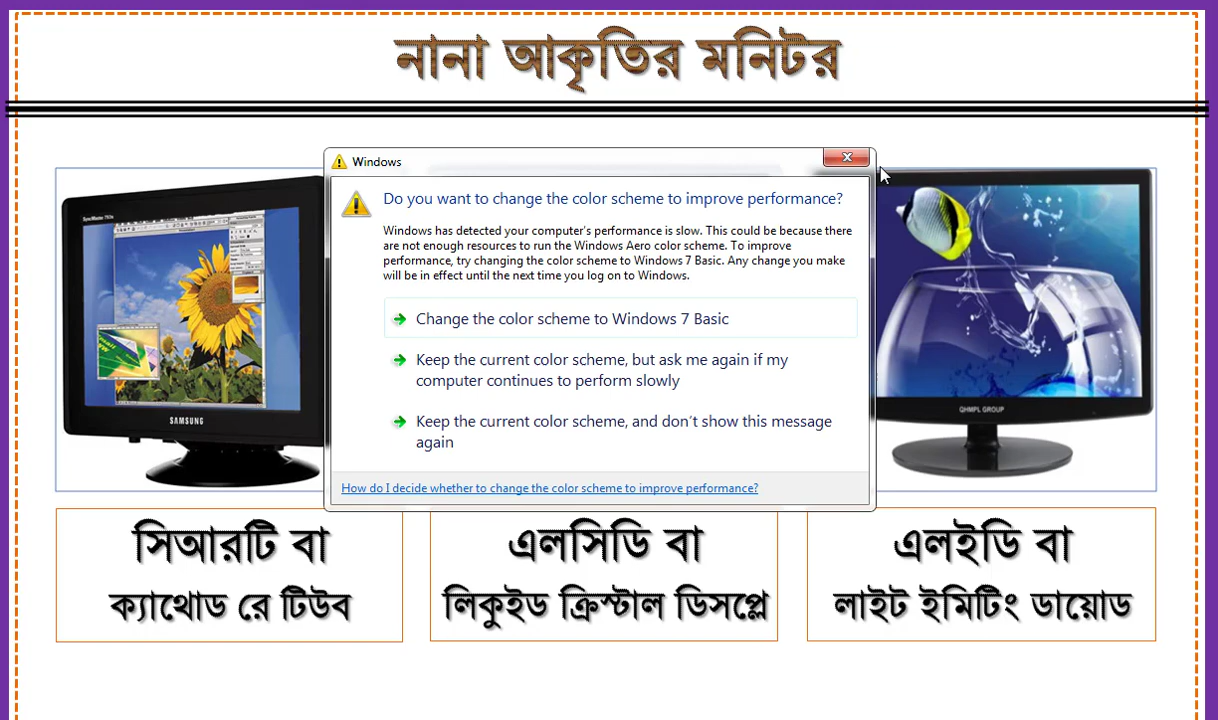 নানা আকৃতির মনিটর
Windows
Do you want to change the color scheme to improve performance?
Windows has detected your computer's performance is slow. This could be because there
are not enough resources to run the Windows Aero color scheme. To improve
performance, try changing the color scheme to Windows 7 Basic. Any change you make
will be in effect until the next time you log on to Windows.
Change the color scheme to Windows 7 Basic
Keep the current color scheme, but ask me again if my
computer continues to perform slowly
Keep the current color scheme, and don't show this message
again
How do I decide whether to change the color scheme to improve performance?
SAMSUNG
QHMPL GROUP
সিআরটি বা
ক্যাথোড রে টিউব
এলসিডি বা
লিকুইড ক্রিস্টাল ডিসপ্লে
এলইডি বা
লাইট ইমিটিং ডায়োড